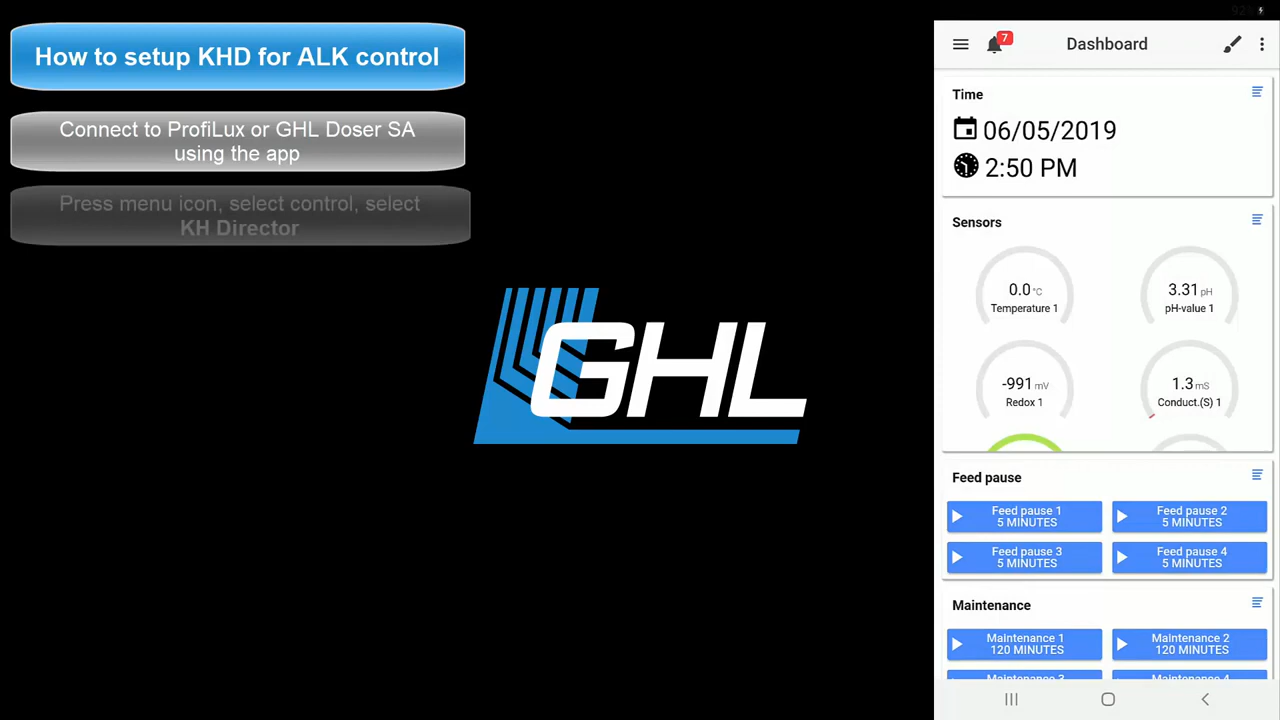 How to setup KHD for ALK control
Connect to ProfiLux or GHL Doser SA
using the app
Press menu icon, select control, select
KH Director
GHL
7
Dashboard
Time
06/05/2019
2:50 PM
Sensors
0.0 °C
Temperature 1
3.31 pH
pH-value 1
-991 mV
Redox 1
1.3 mS
Conduct.(S) 1
Feed pause
Feed pause 1
5 MINUTES
Feed pause 2
5 MINUTES
Feed pause 3
5 MINUTES
Feed pause 4
5 MINUTES
Maintenance
Maintenance 1
120 MINUTES
Maintenance 2
120 MINUTES
Maintenance 3
Maintenance 4